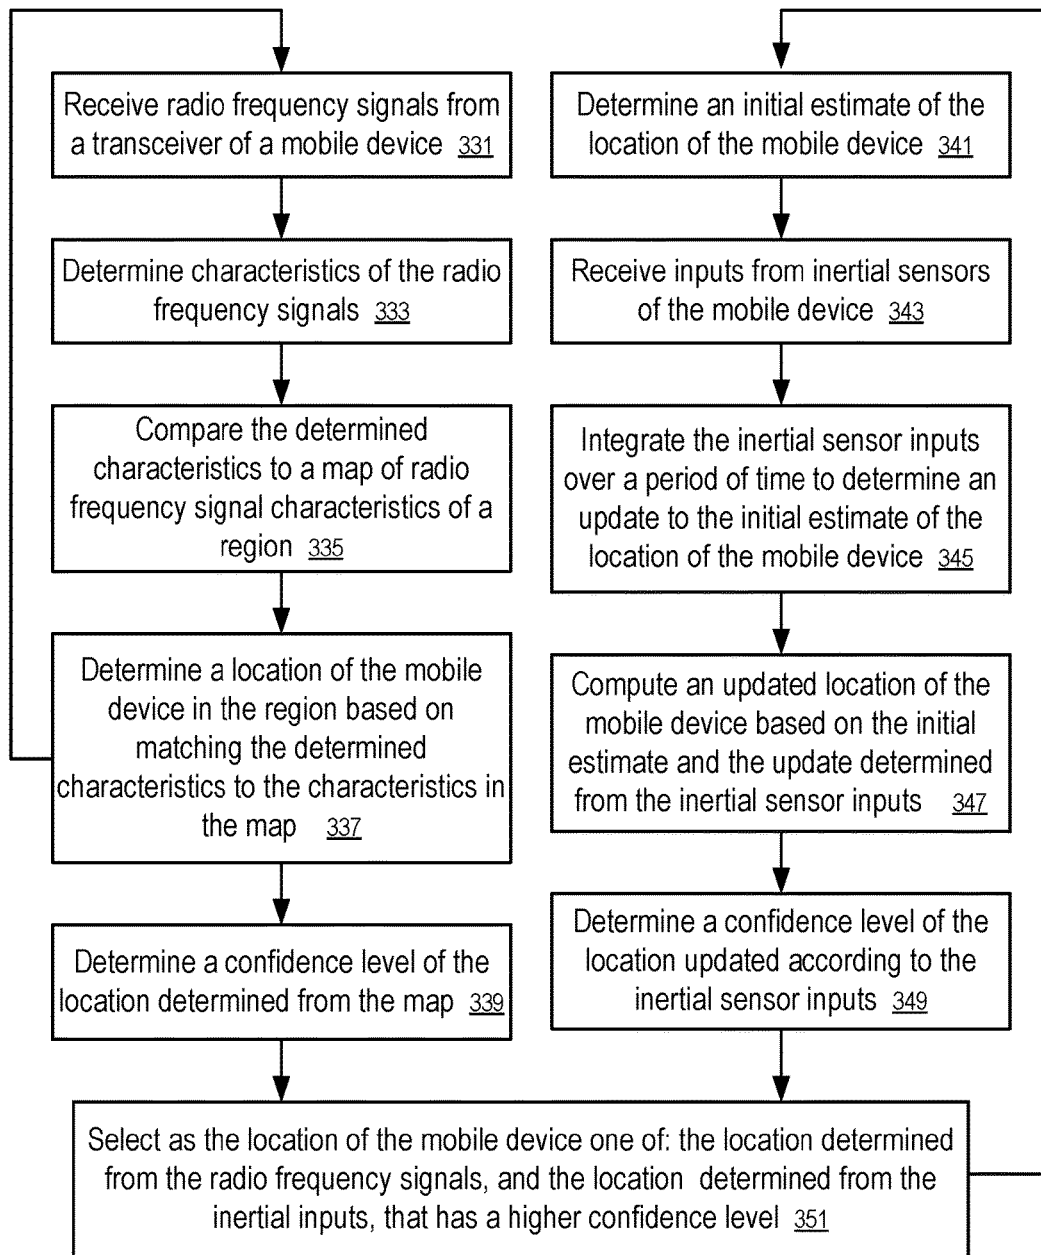 Receive radio frequency signals from
a transceiver of a mobile device 331
Determine characteristics of the radio
frequency signals 333
Compare the determined
characteristics to a map of radio
frequency signal characteristics of a
region 335
Determine a location of the mobile
device in the region based on
matching the determined
characteristics to the characteristics in
the map 337
Determine a confidence level of the
location determined from the map 339
Determine an initial estimate of the
location of the mobile device 341
Receive inputs from inertial sensors
of the mobile device 343
Integrate the inertial sensor inputs
over a period of time to determine an
update to the initial estimate of the
location of the mobile device 345
Compute an updated location of the
mobile device based on the initial
estimate and the update determined
from the inertial sensor inputs 347
Determine a confidence level of the
location updated according to the
inertial sensor inputs 349
Select as the location of the mobile device one of: the location determined
from the radio frequency signals, and the location determined from the
inertial inputs, that has a higher confidence level 351